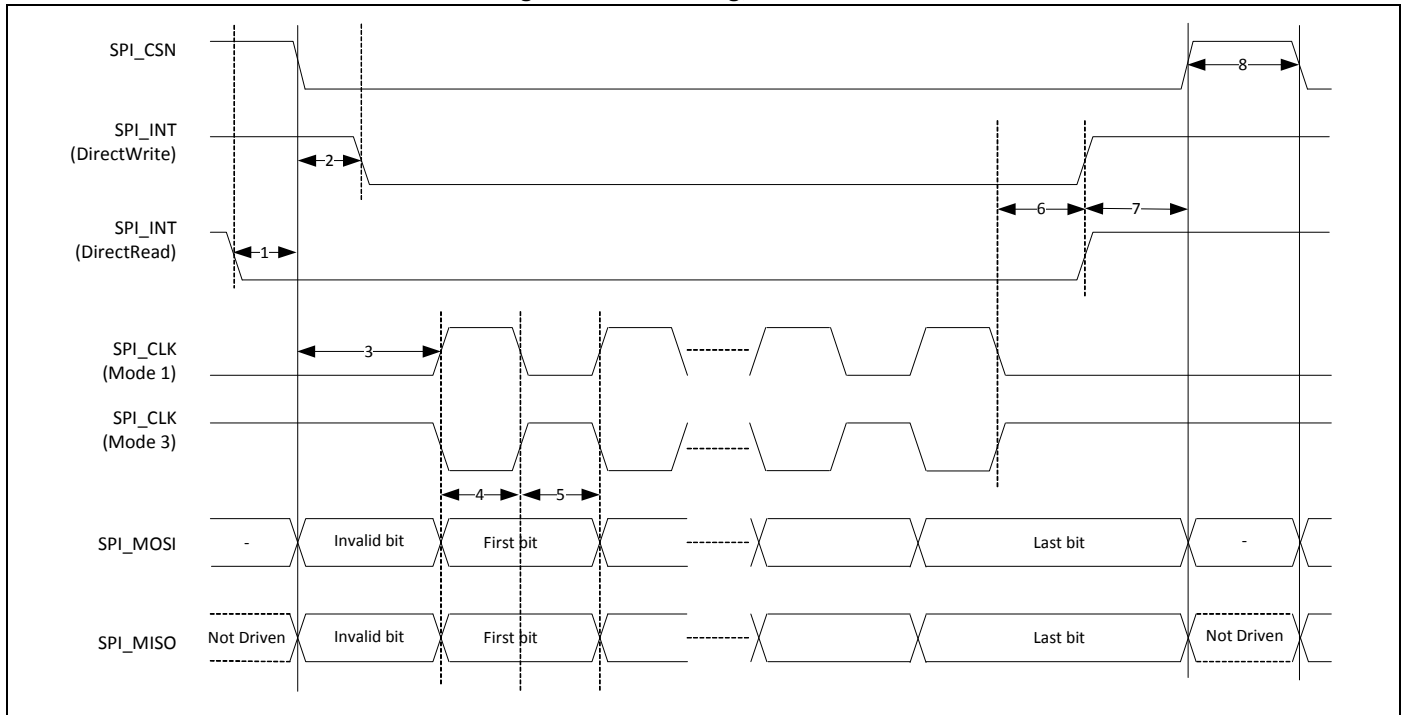 SPI_CSN
8
SPI_INT
(DirectWrite)
2
6
7
SPI_INT
(DirectRead)
1
SPI_CLK
(Mode 1)
3
SPI_CLK
(Mode 3)
4
5
SPI_MOSI
-
Invalid bit
First bit
Last bit
-
SPI_MISO
Not Driven
Invalid bit
First bit
Last bit
Not Driven